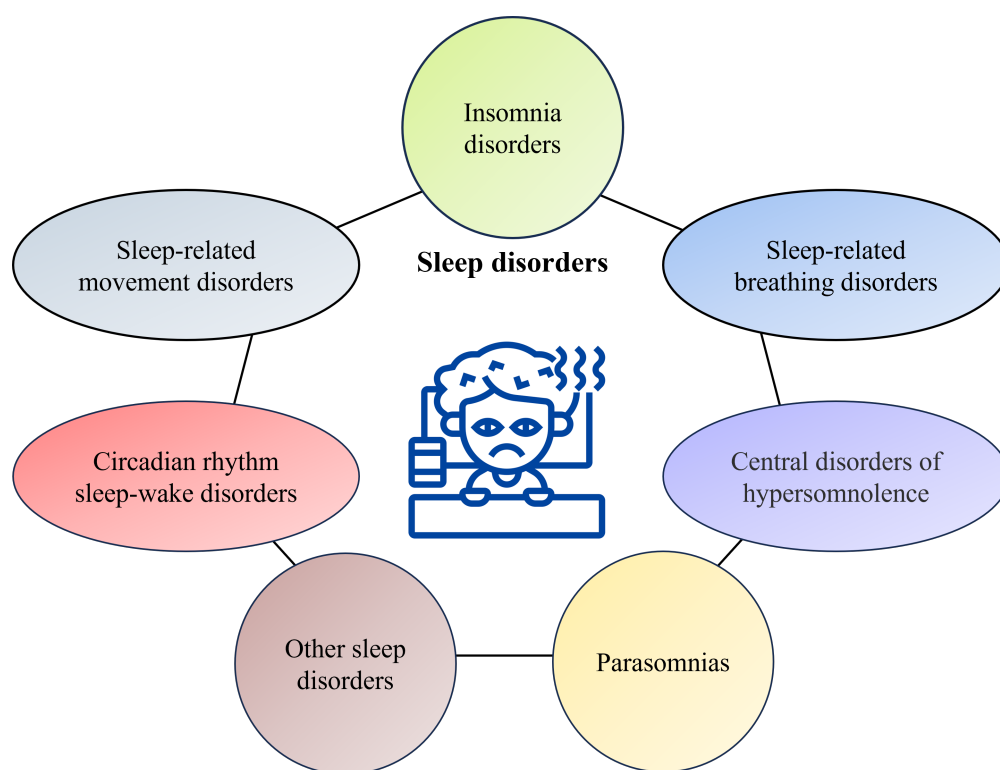 Insomnia
disorders
Sleep-related
movement disorders
Sleep disorders
Sleep-related
breathing disorders
Circadian rhythm
sleep-wake disorders
Central disorders of
hypersomnolence
Other sleep
disorders
Parasomnias